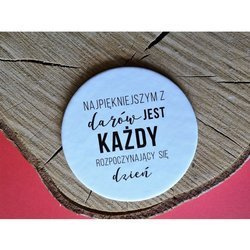 NAJPIĘKNIEJSZYM Z
darów JEST
KAŻDY
ROZPOCZYNAJĄCY SIĘ
dzień